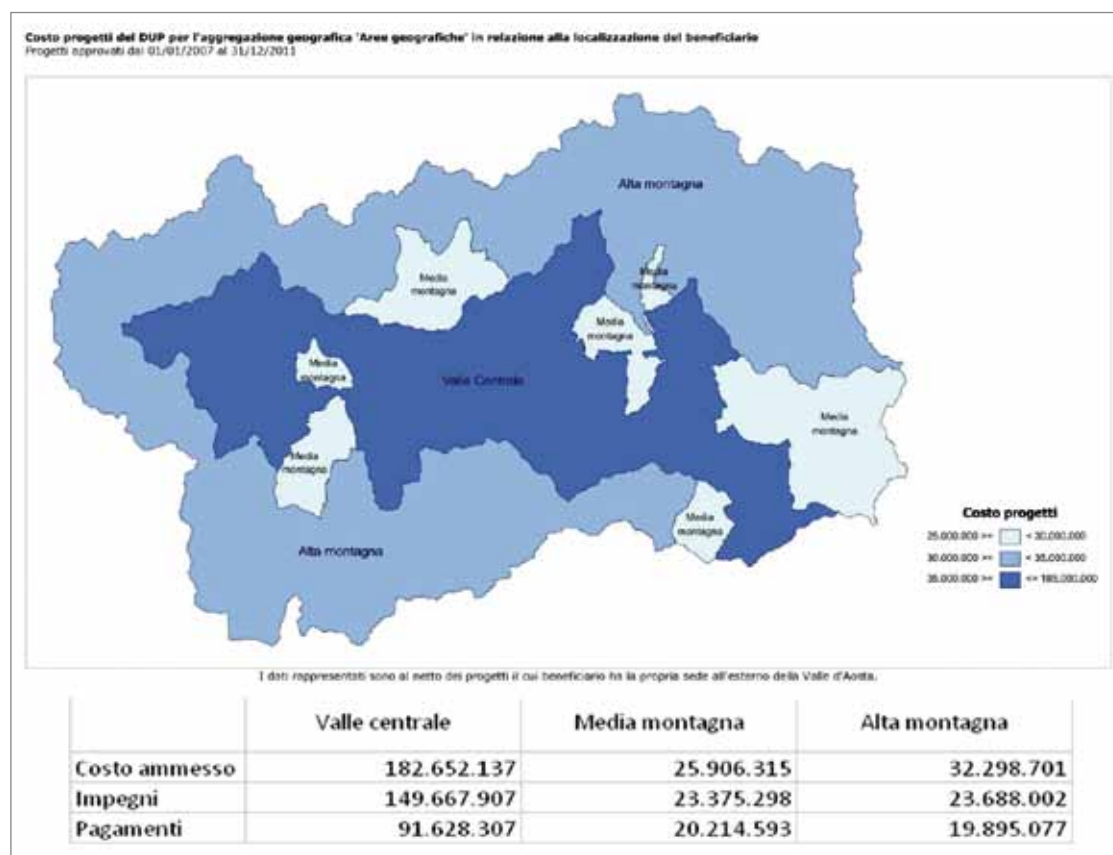 Costo progetti del DUP per l'aggregazione geografica 'Aree geografiche' in relazione alla localizzazione del beneficiario
Progetti approvati dal 01/01/2007 al 31/12/2011
Alta montagna
Media
montagna
Media
montagna
Media
montagna
Media
montagna
Valle Centrale
Media
montagna
Media
montagna
Media
montagna
Alta montagna
Costo progetti
25.000.000 >= < 30.000.000
30.000.000 >= < 35.000.000
35.000.000 >= <= 185.000.000
I dati rappresentati sono al netto dei progetti il cui beneficiario ha la propria sede all'esterno della Valle d'Aosta.
Valle centrale Media montagna Alta montagna
Costo ammesso 182.652.137 25.906.315 32.298.701
Impegni 149.667.907 23.375.298 23.688.002
Pagamenti 91.628.307 20.214.593 19.895.077